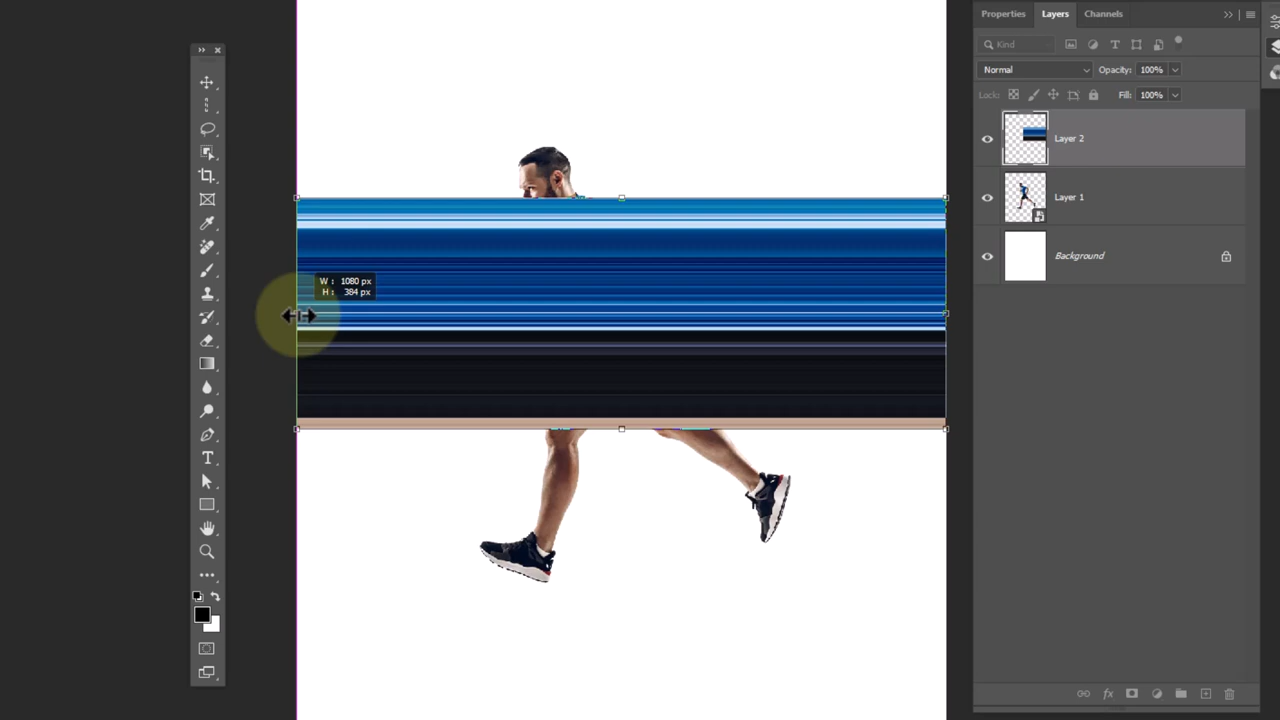 Properties Layers Channels
Kind
Normal Opacity: 100%
Lock: Fill: 100%
Layer 2
Layer 1
Background
W: 1080 px
H: 384 px